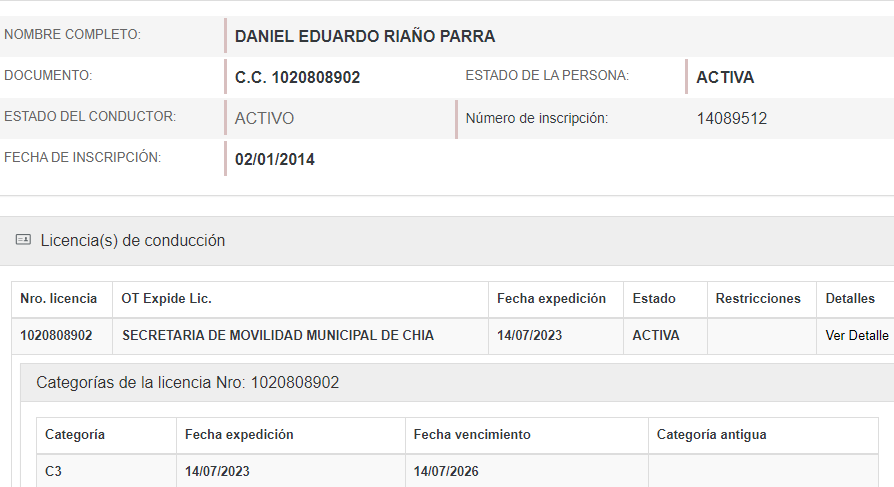 NOMBRE COMPLETO: DANIEL EDUARDO RIAÑO PARRA
DOCUMENTO: C.C. 1020808902 ESTADO DE LA PERSONA: ACTIVA
ESTADO DEL CONDUCTOR: ACTIVO Número de inscripción: 14089512
FECHA DE INSCRIPCIÓN: 02/01/2014
Licencia(s) de conducción
Nro. licencia OT Expide Lic. Fecha expedición Estado Restricciones Detalles
1020808902 SECRETARIA DE MOVILIDAD MUNICIPAL DE CHIA 14/07/2023 ACTIVA Ver Detalle
Categorías de la licencia Nro: 1020808902
Categoría Fecha expedición Fecha vencimiento Categoría antigua
C3 14/07/2023 14/07/2026